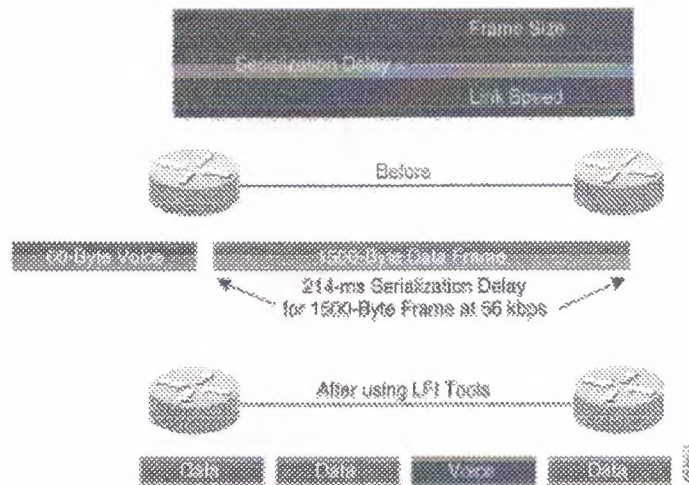 Frame Size
Serialization Delay
Link Speed
Before
60-Byte Voice
1500-Byte Data Frame
214-ms Serialization Delay
for 1500-Byte Frame at 56 kbps
After using LFI Tools
Data Data Voice Data